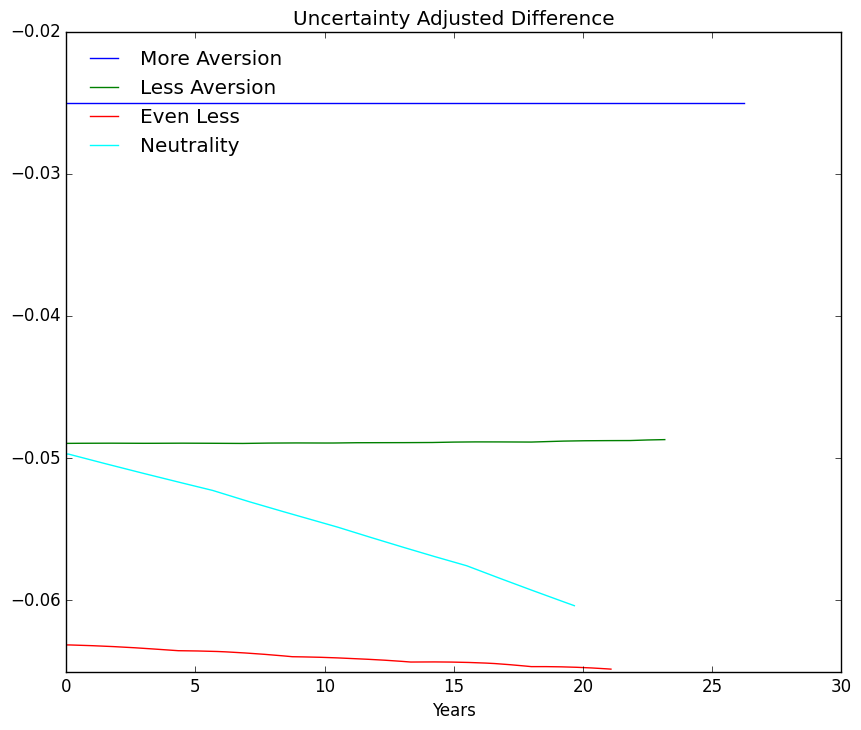 Uncertainty Adjusted Difference
−0.02
More Aversion
Less Aversion
Even Less
Neutrality
−0.03
−0.04
−0.05
−0.06
0 5 10 15 20 25 30
Years